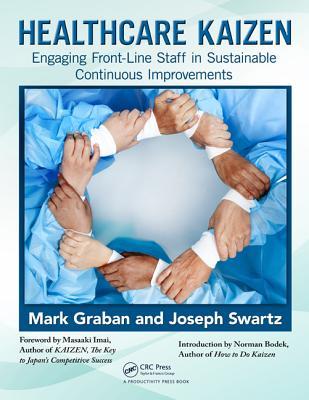 HEALTHCARE KAIZEN
Engaging Front-Line Staff in Sustainable
Continuous Improvements
Mark Graban and Joseph Swartz
Foreword by Masaaki Imai,
Author of KAIZEN, The Key
to Japan's Competitive Success
Introduction by Norman Bodek,
Author of How to Do Kaizen
CRC Press
Taylor & Francis Group
A PRODUCTIVITY PRESS BOOK